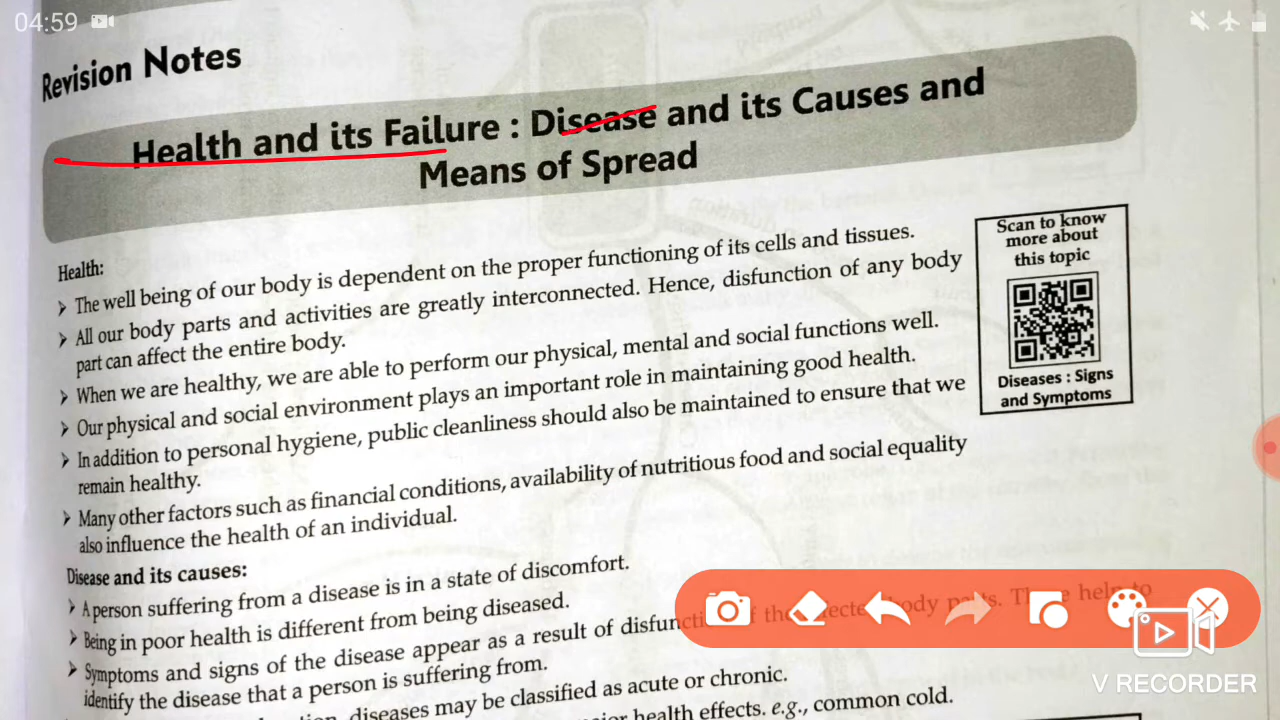 04:59
Revision Notes
Health and its Failure : Disease and its Causes and
Means of Spread
Scan to know
more about
this topic
Diseases : Signs
and Symptoms
Health:
➢ The well being of our body is dependent on the proper functioning of its cells and tissues.
➢ All our body parts and activities are greatly interconnected. Hence, disfunction of any body
part can affect the entire body.
➢ When we are healthy, we are able to perform our physical, mental and social functions well.
➢ Our physical and social environment plays an important role in maintaining good health.
➢ In addition to personal hygiene, public cleanliness should also be maintained to ensure that we
remain healthy.
➢ Many other factors such as financial conditions, availability of nutritious food and social equality
also influence the health of an individual.
Disease and its causes:
➢ A person suffering from a disease is in a state of discomfort.
➢ Being in poor health is different from being diseased.
➢ Symptoms and signs of the disease appear as a result of disfunction of the affected body parts. These help to
identify the disease that a person is suffering from.
diseases may be classified as acute or chronic.
health effects. e.g., common cold.
V RECORDER